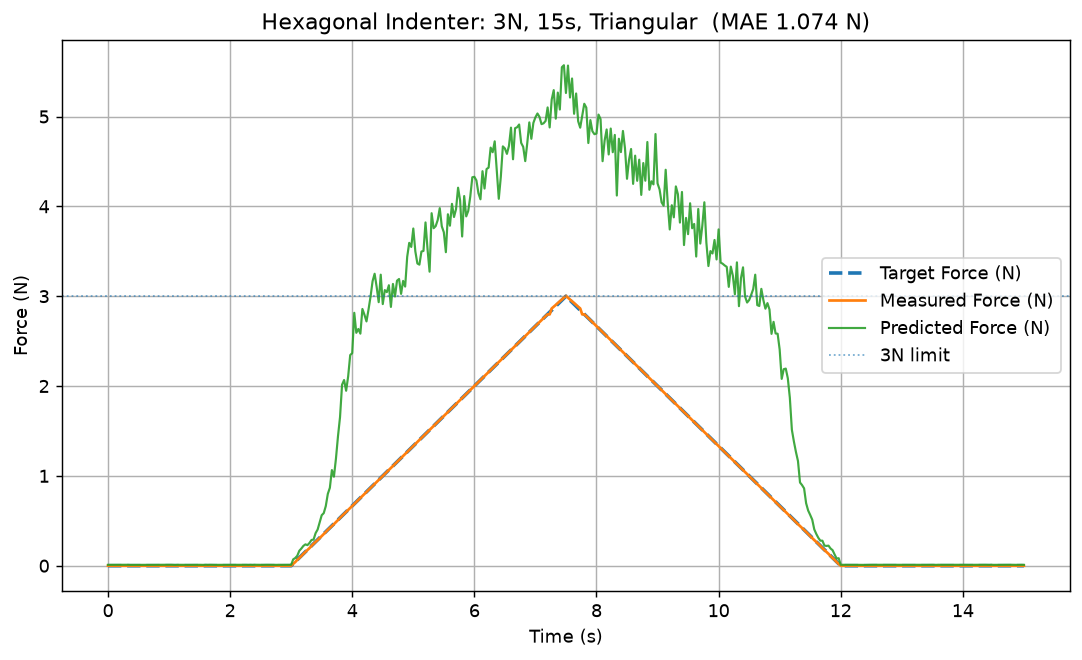 Hexagonal Indenter: 3N, 15s, Triangular  (MAE 1.074 N)
Force (N)
5
4
3
2
1
0
Target Force (N)
Measured Force (N)
Predicted Force (N)
3N limit
0 2 4 6 8 10 12 14
Time (s)